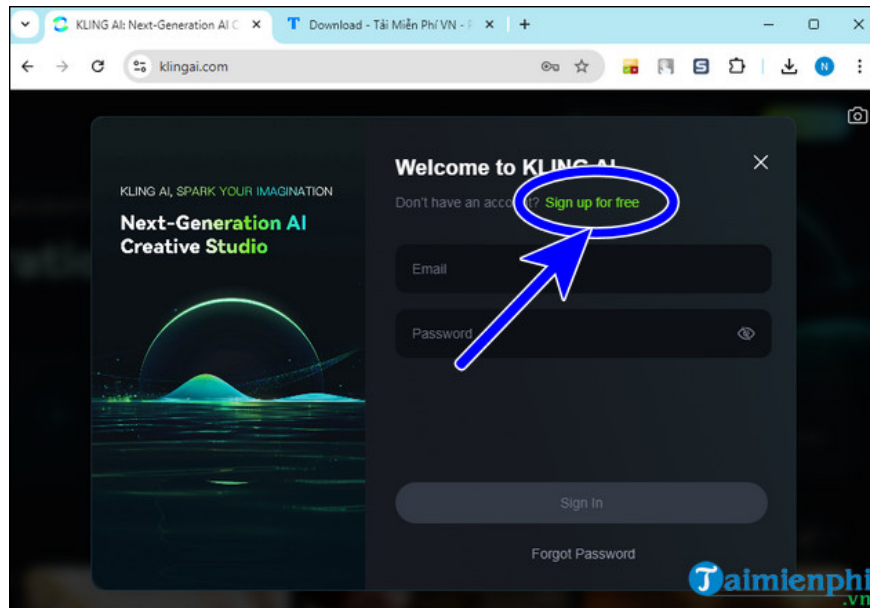 KLING AI: Next-Generation AI C
Download - Tải Miễn Phí VN - F
klingai.com
N
Welcome to KLING AI
Don't have an account? Sign up for free
KLING AI, SPARK YOUR IMAGINATION
Next-Generation AI
Creative Studio
Email
Password
Sign In
Forgot Password
Taimienphi
.vn